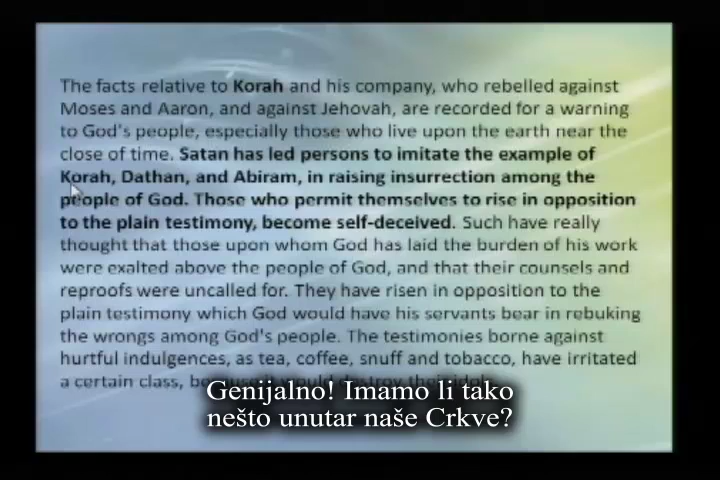 The facts relative to Korah and his company, who rebelled against
Moses and Aaron, and against Jehovah, are recorded for a warning
to God's people, especially those who live upon the earth near the
close of time. Satan has led persons to imitate the example of
Korah, Dathan, and Abiram, in raising insurrection among the
people of God. Those who permit themselves to rise in opposition
to the plain testimony, become self-deceived. Such have really
thought that those upon whom God has laid the burden of his work
were exalted above the people of God, and that their counsels and
reproofs were uncalled for. They have risen in opposition to the
plain testimony which God would have his servants bear in rebuking
the wrongs among God's people. The testimonies borne against
hurtful indulgences, as tea, coffee, snuff and tobacco, have irritated
a certain class,
Genijalno! Imamo li tako
nešto unutar naše Crkve?